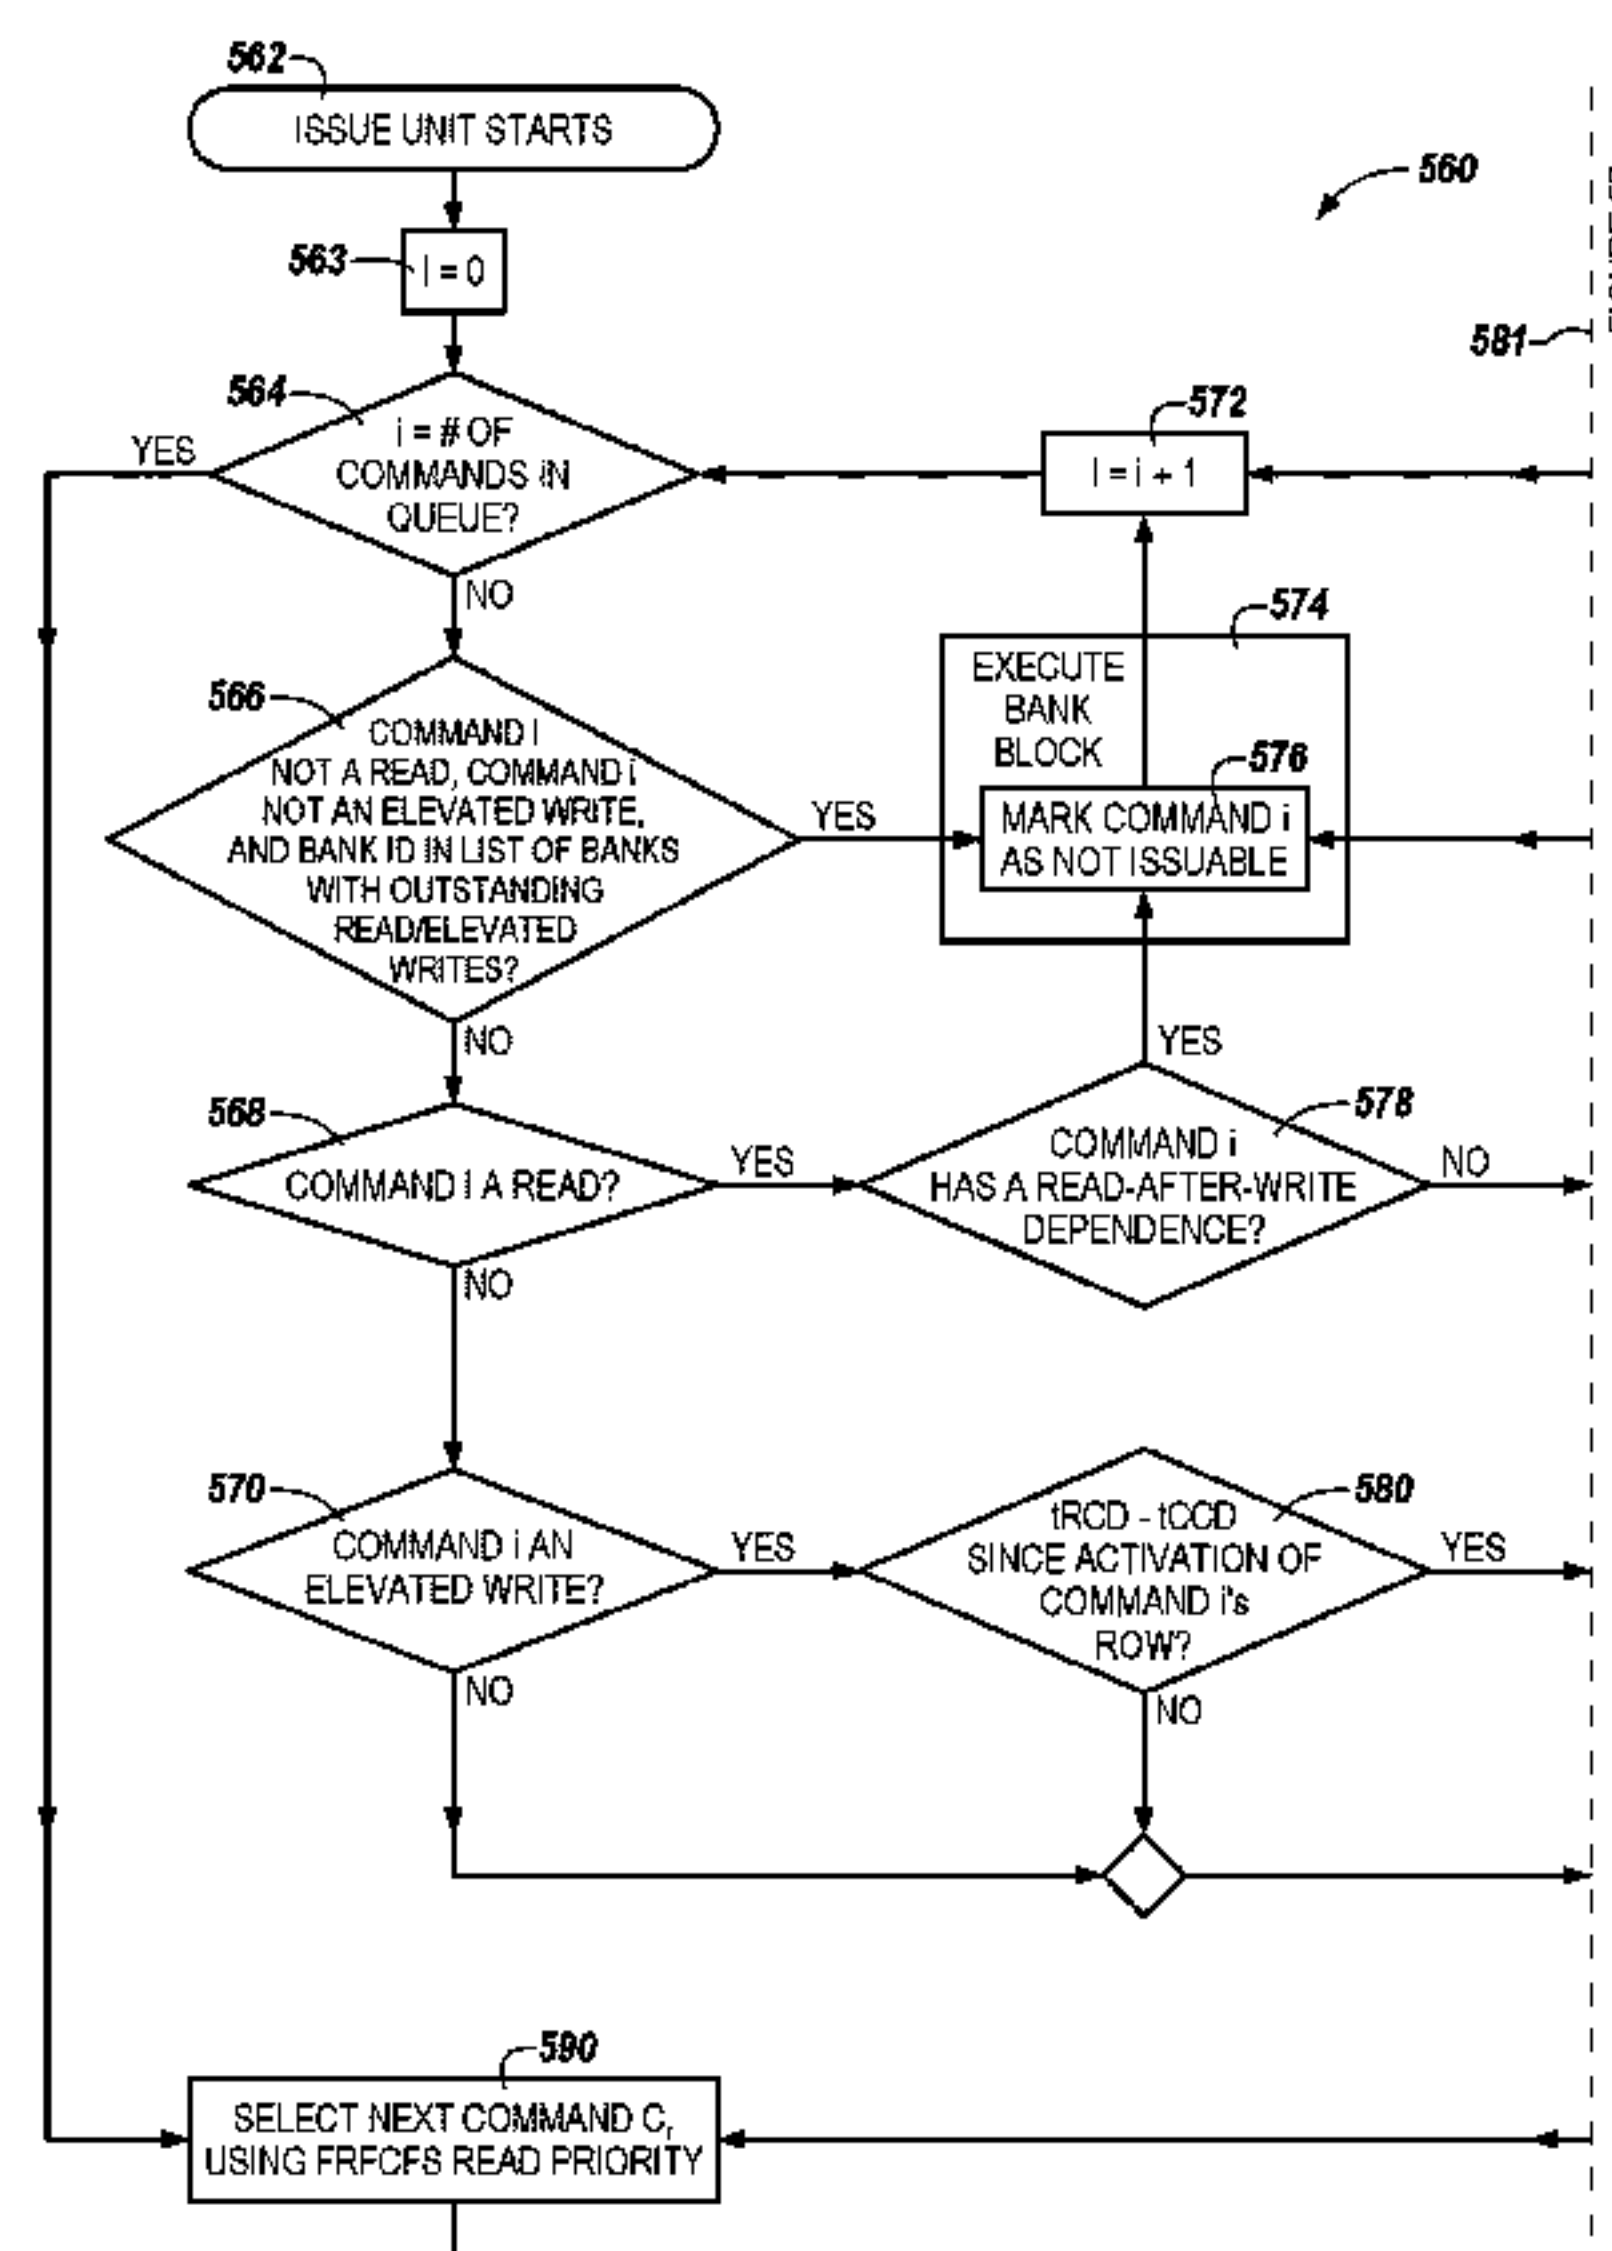 562
ISSUE UNIT STARTS
560
563
I = 0
581
564
572
YES
i = # OF
COMMANDS IN
QUEUE?
I = i + 1
NO
574
566
EXECUTE
BANK
BLOCK
COMMAND I
NOT A READ, COMMAND i
NOT AN ELEVATED WRITE,
AND BANK ID IN LIST OF BANKS
WITH OUTSTANDING
READ/ELEVATED
WRITES?
YES
576
MARK COMMAND i
AS NOT ISSUABLE
NO
YES
568
578
COMMAND I A READ?
YES
COMMAND i
HAS A READ-AFTER-WRITE
DEPENDENCE?
NO
NO
570
580
COMMAND i AN
ELEVATED WRITE?
YES
tRCD - tCCD
SINCE ACTIVATION OF
COMMAND i's
ROW?
YES
NO
NO
590
SELECT NEXT COMMAND Cr
USING FRFCFS READ PRIORITY